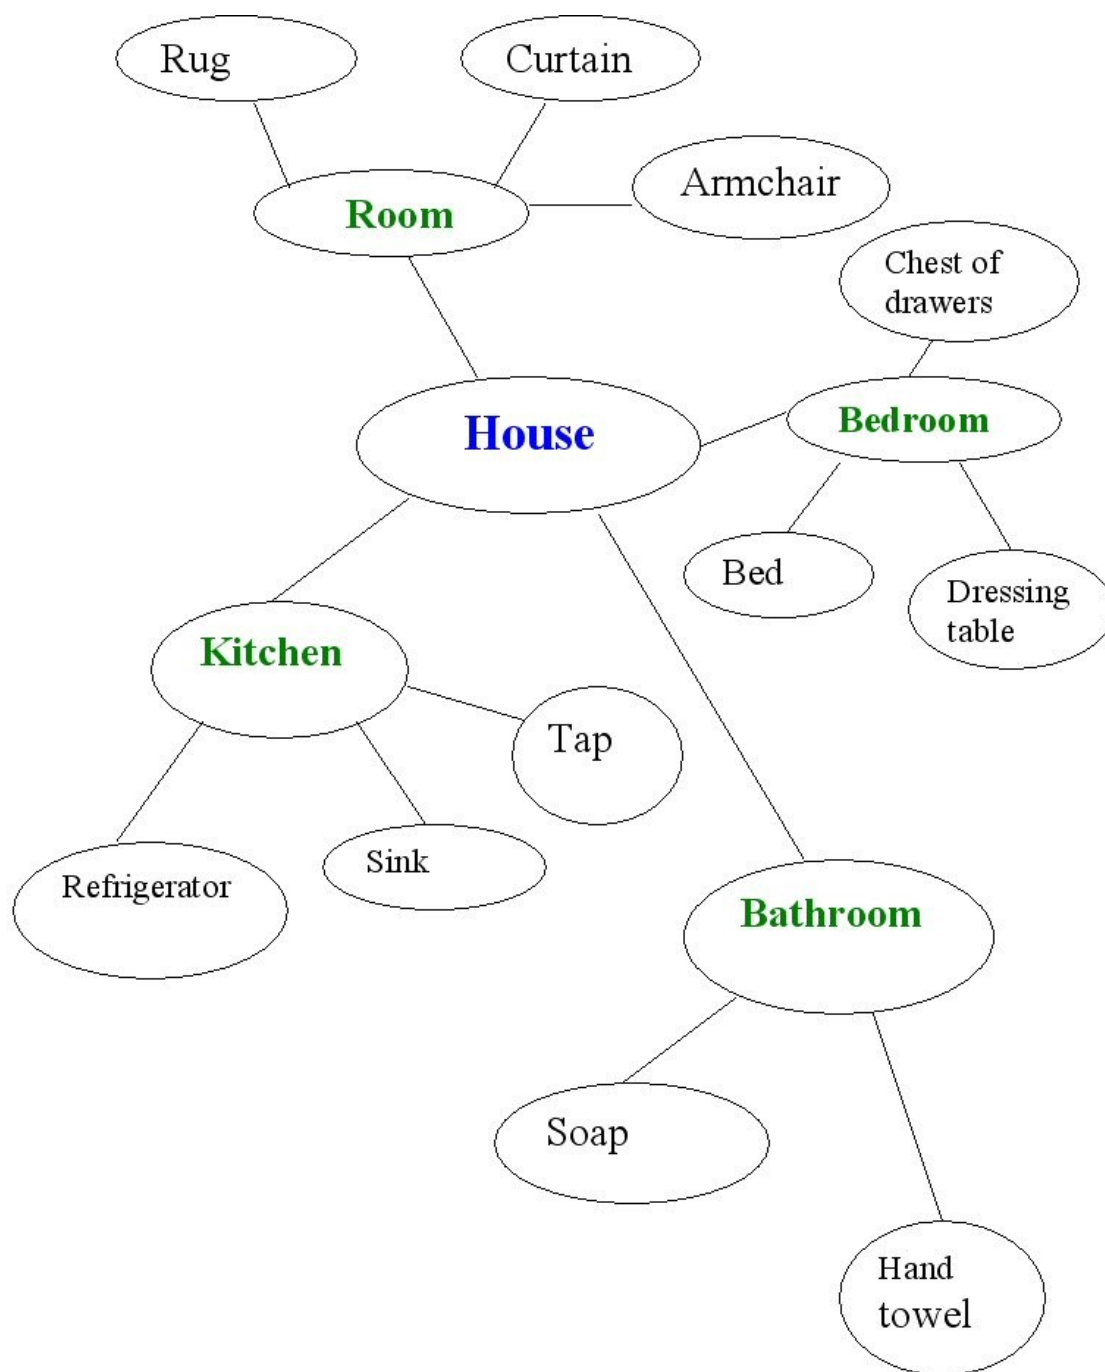 Rug
Curtain
Armchair
Room
Chest of
drawers
House
Bedroom
Bed
Dressing
table
Kitchen
Tap
Sink
Refrigerator
Bathroom
Soap
Hand
towel